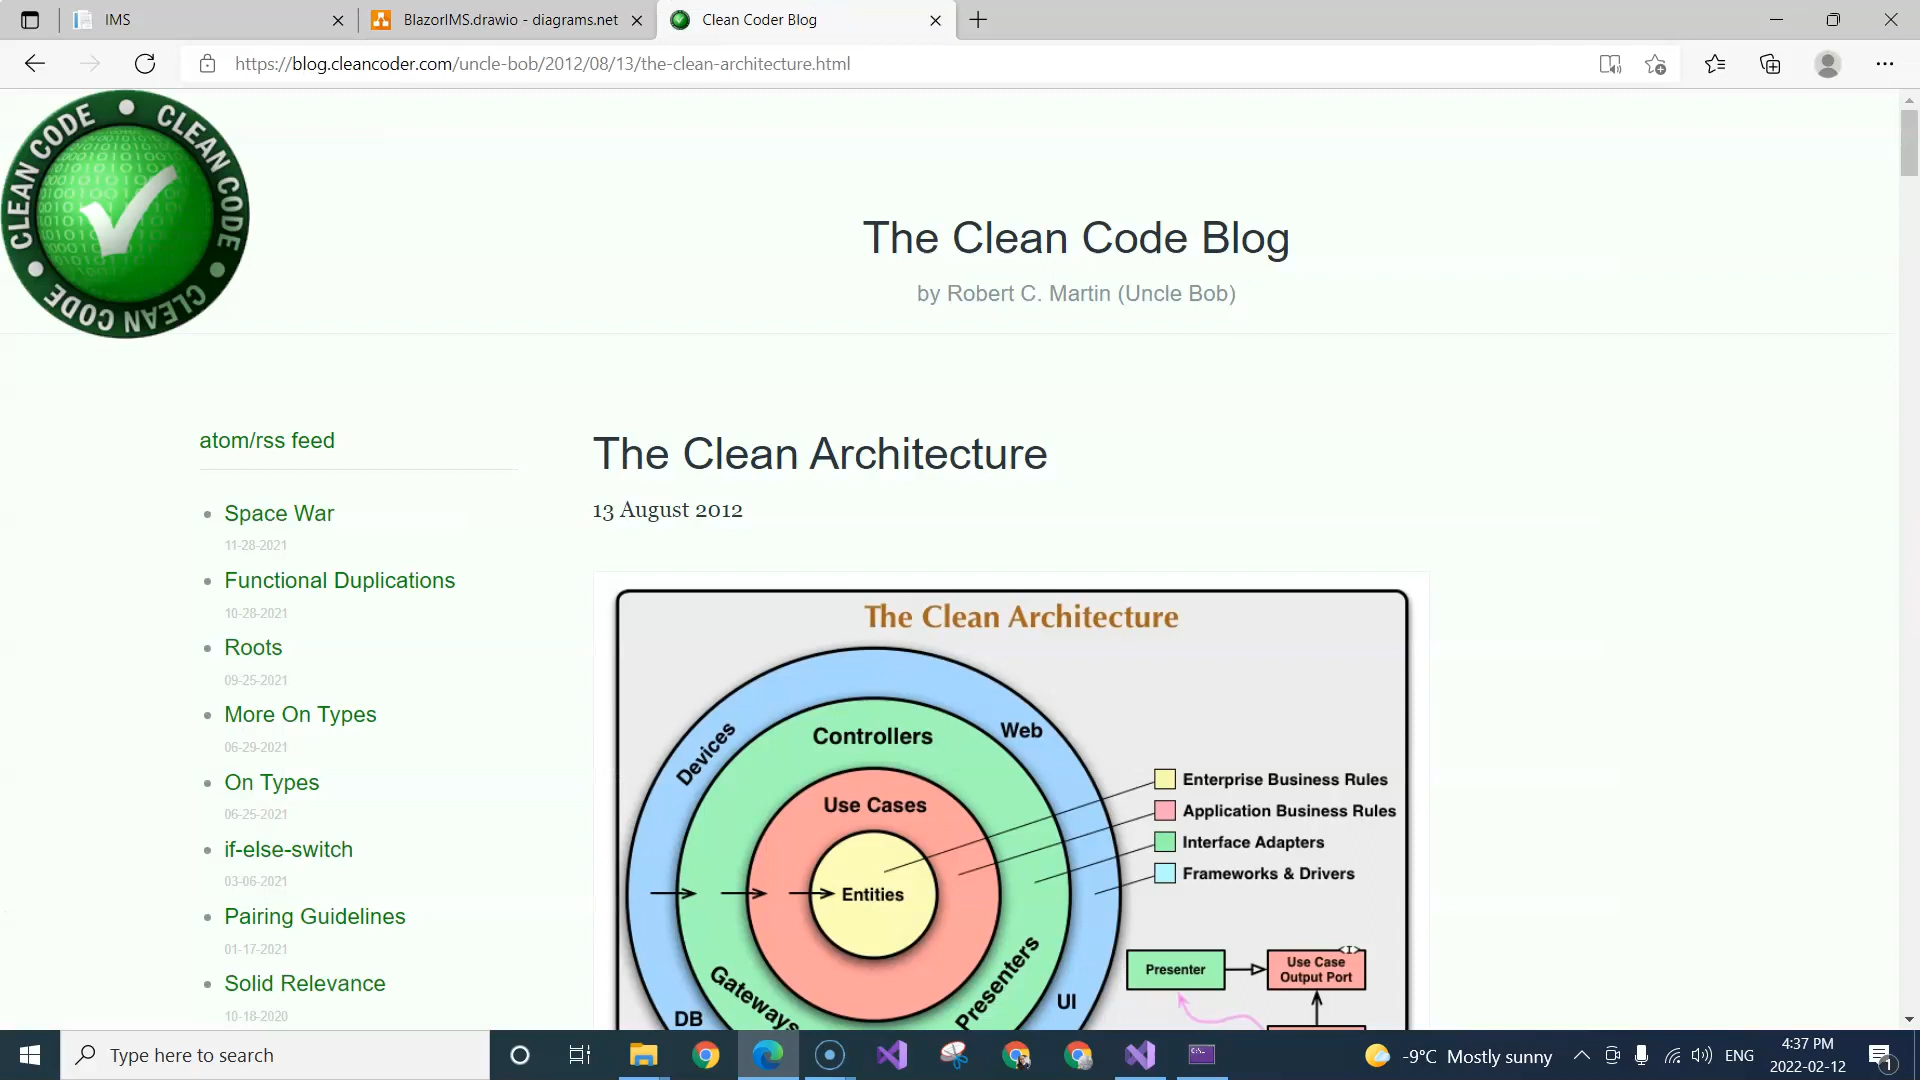 IMS
BlazorIMS.drawio - diagrams.net
Clean Coder Blog
https://blog.cleancoder.com/uncle-bob/2012/08/13/the-clean-architecture.html
CLEAN CODE
CLEAN CODE
CLEAN CODE
The Clean Code Blog
by Robert C. Martin (Uncle Bob)
atom/rss feed
Space War
11-28-2021
Functional Duplications
10-28-2021
Roots
09-25-2021
More On Types
06-29-2021
On Types
06-25-2021
if-else-switch
03-06-2021
Pairing Guidelines
01-17-2021
Solid Relevance
10-18-2020
The Clean Architecture
13 August 2012
The Clean Architecture
Devices
Controllers
Web
Use Cases
Entities
Gateways
Presenters
DB
UI
Enterprise Business Rules
Application Business Rules
Interface Adapters
Frameworks & Drivers
Presenter
<I>
Use Case
Output Port
Type here to search
-9°C Mostly sunny
ENG
4:37 PM
2022-02-12
1